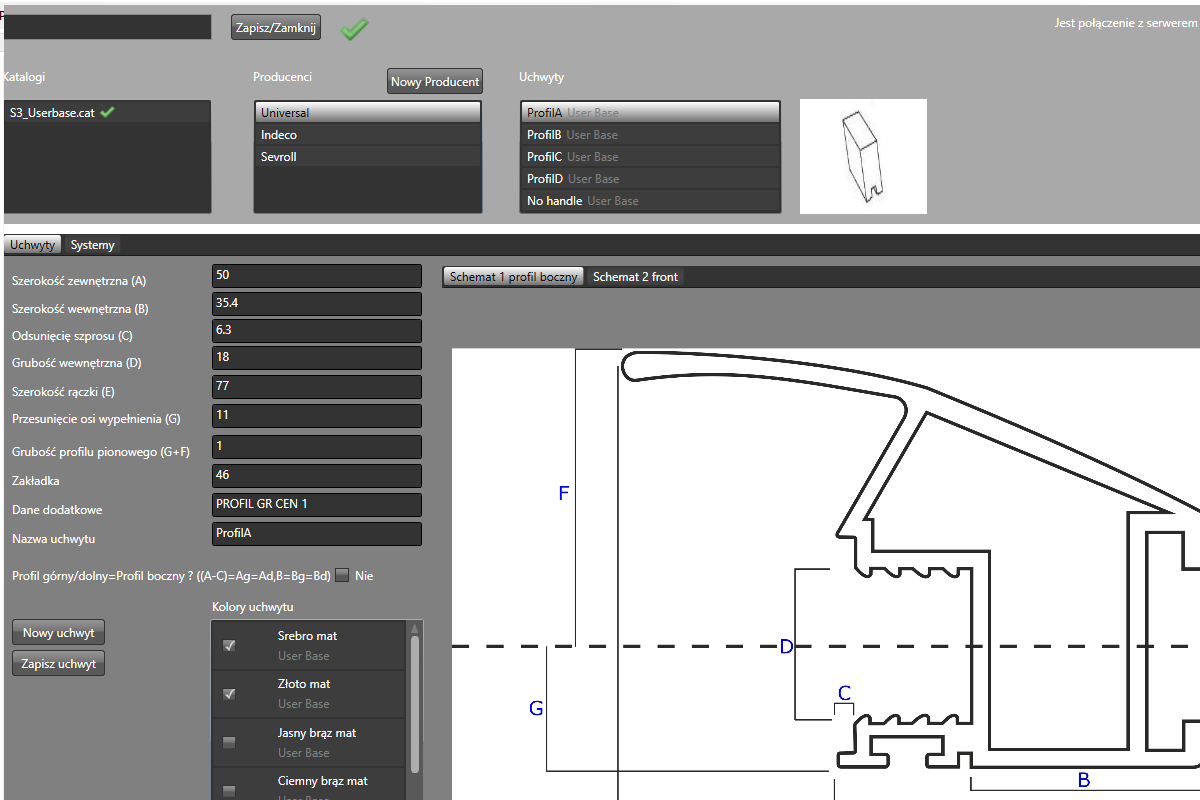 Zapisz/Zamknij
Jest połączenie z serwerem
Katalogi
Producenci
Nowy Producent
Uchwyty
S3_Userbase.cat
Universal
Indeco
Sevroll
ProfilA User Base
ProfilB User Base
ProfilC User Base
ProfilD User Base
No handle User Base
Uchwyty Systemy
Szerokość zewnętrzna (A) 50
Szerokość wewnętrzna (B) 35.4
Odsunięcię szprosu (C) 6.3
Grubość wewnętrzna (D) 18
Szerokość rączki (E) 77
Przesunięcie osi wypełnienia (G) 11
Grubość profilu pionowego (G+F) 1
Zakładka 46
Dane dodatkowe PROFIL GR CEN 1
Nazwa uchwytu ProfilA
Profil górny/dolny=Profil boczny ? ((A-C)=Ag=Ad,B=Bg=Bd) Nie
Kolory uchwytu
Nowy uchwyt
Zapisz uchwyt
Srebro mat
User Base
Złoto mat
User Base
Jasny brąz mat
User Base
Ciemny brąz mat
User Base
Schemat 1 profil boczny Schemat 2 front
F
D
C
G
B